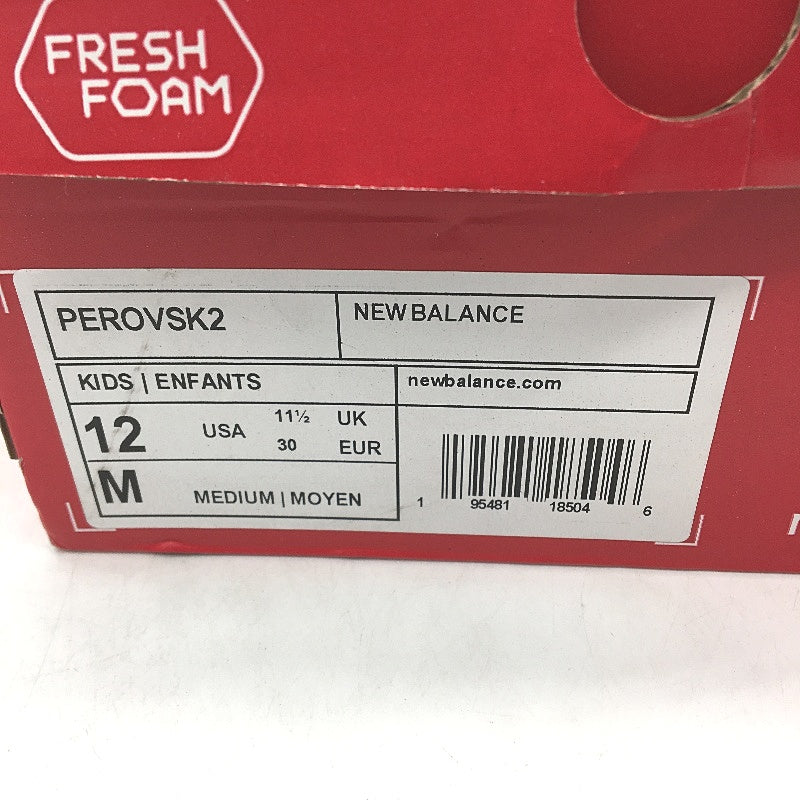 FRESH
FOAM
PEROVSK2
NEW BALANCE
KIDS | ENFANTS
newbalance.com
12 USA 11½ UK
30 EUR
M MEDIUM | MOYEN
1 95481 18504 6